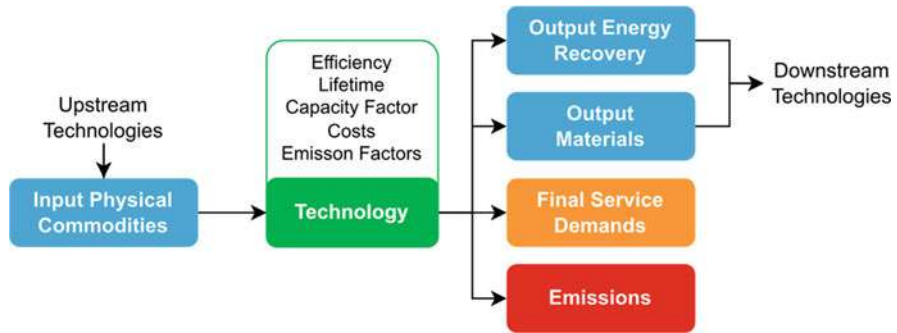 Upstream
Technologies
Input Physical
Commodities
Efficiency
Lifetime
Capacity Factor
Costs
Emisson Factors
Technology
Output Energy
Recovery
Output
Materials
Final Service
Demands
Emissions
Downstream
Technologies